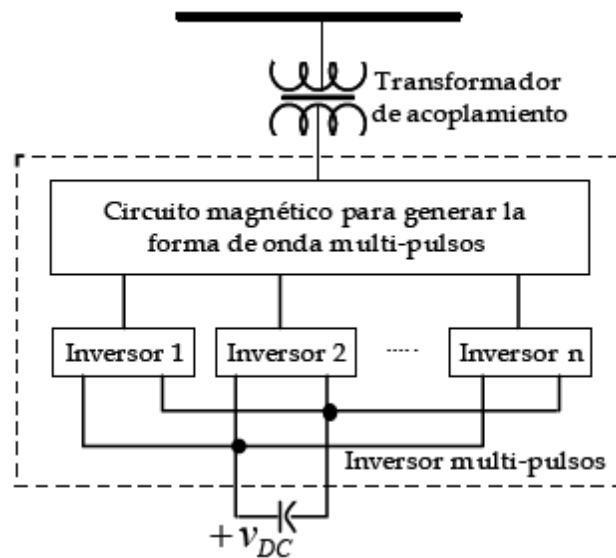 Transformador
de acoplamiento
Circuito magnético para generar la
forma de onda multi-pulsos
Inversor 1
Inversor 2
.....
Inversor n
Inversor multi-pulsos
+ v_DC